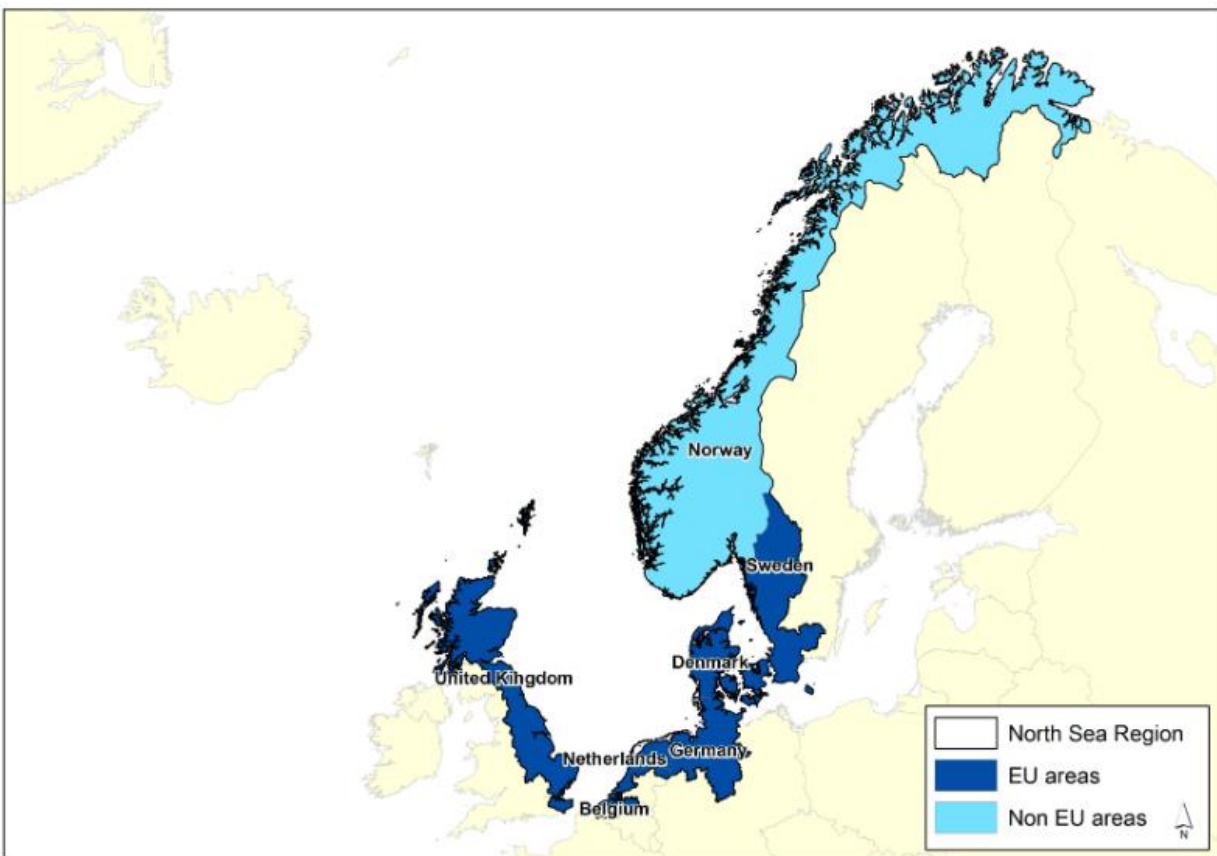 Norway
Sweden
Denmark
United Kingdom
Netherlands
Germany
Belgium
North Sea Region
EU areas
Non EU areas
N